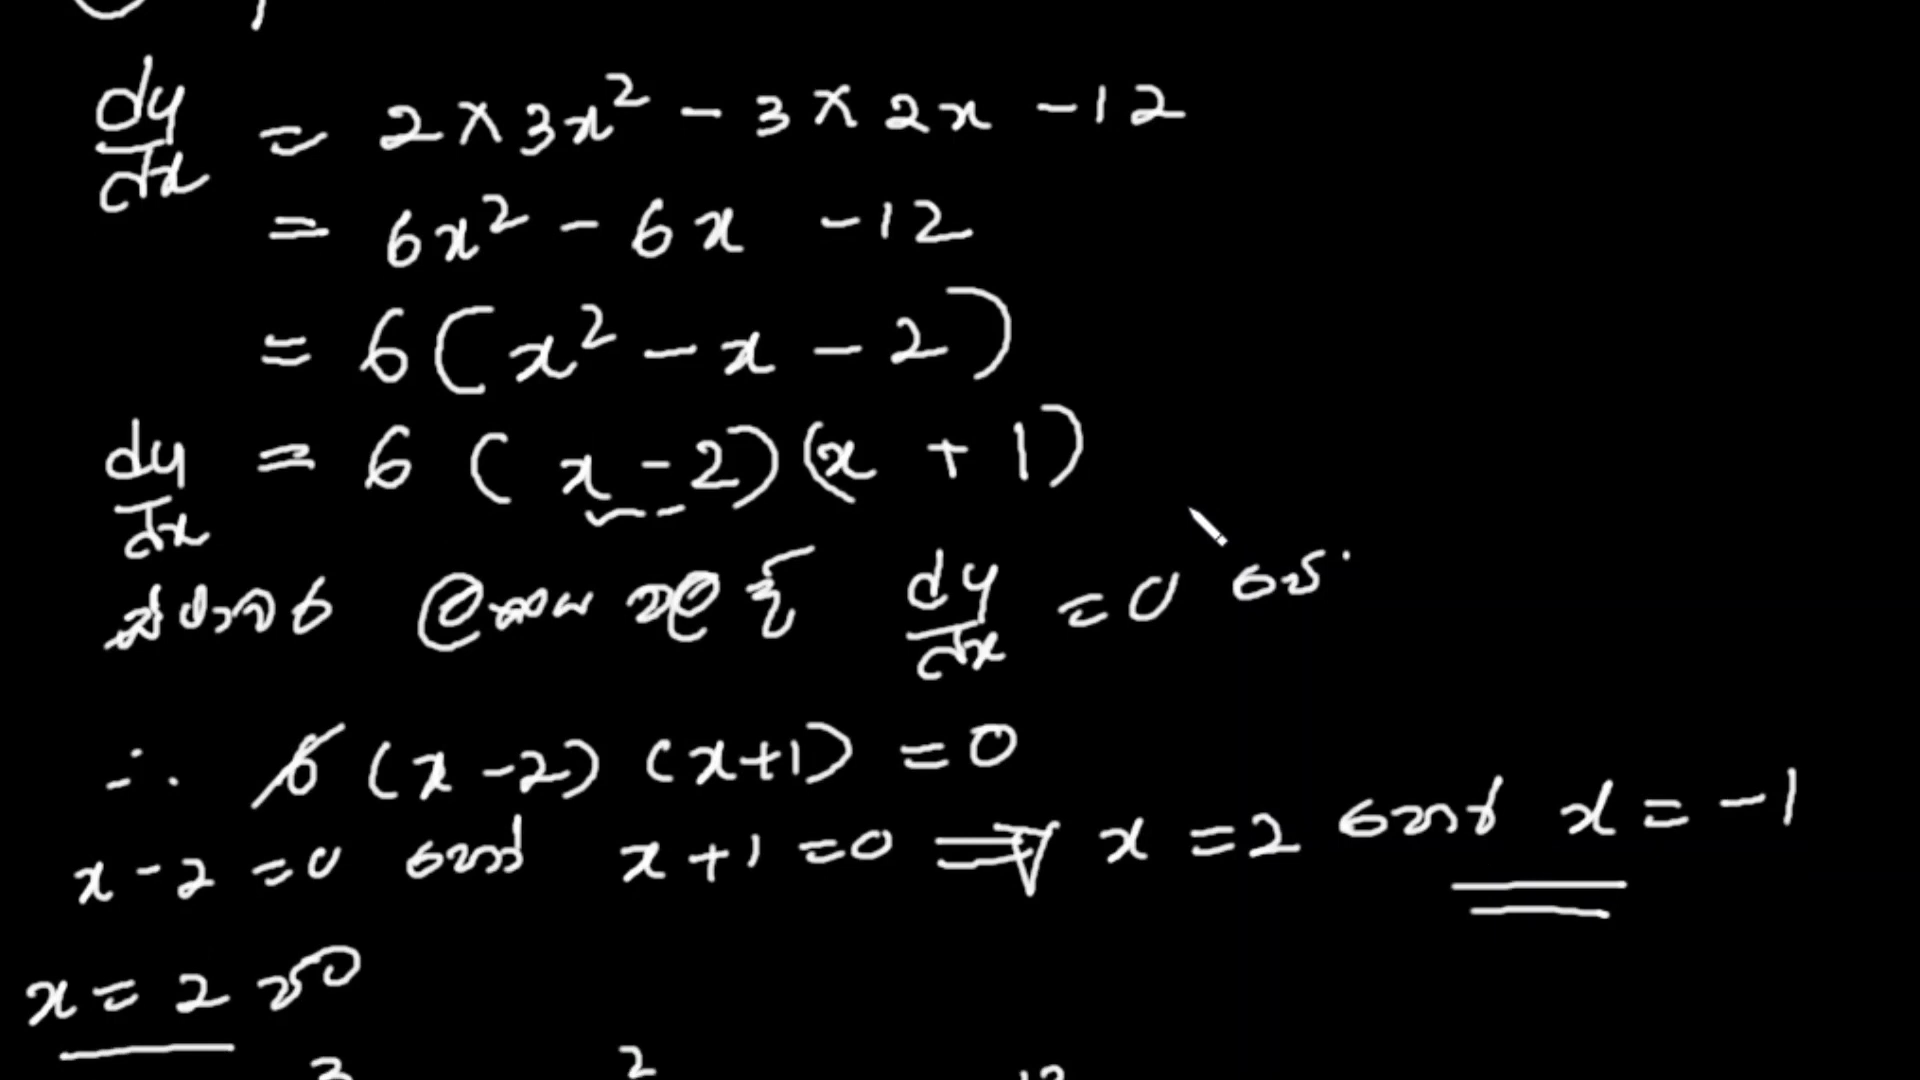 dy/dx = 2 × 3x² - 3 × 2x - 12
= 6x² - 6x - 12
= 6(x² - x - 2)
dy/dx = 6 (x - 2)(x + 1)
dy/dx = 0 වේ.
∴ 6 (x - 2) (x+1) = 0
x - 2 = 0 හෝ x + 1 = 0 ⇒ x = 2 හෝ x = -1
x = 2 විට